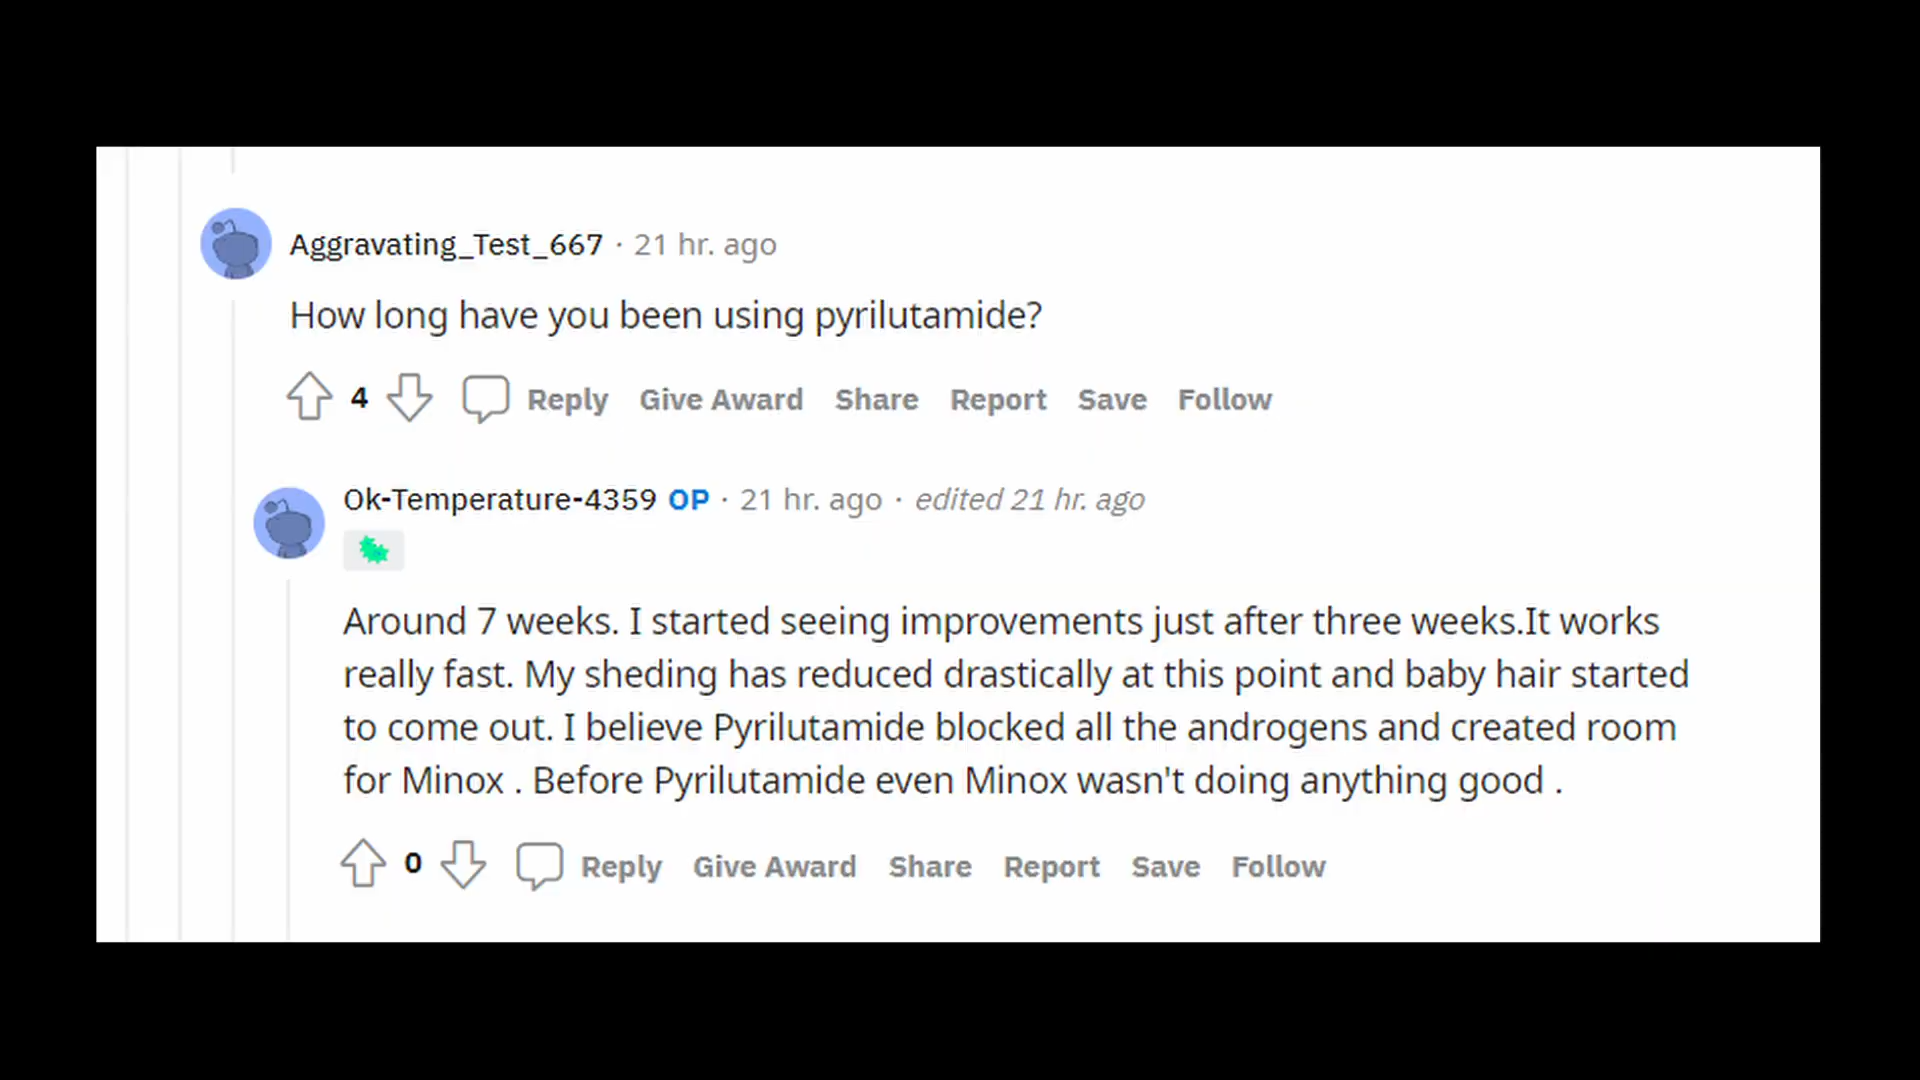 Aggravating_Test_667 · 21 hr. ago
How long have you been using pyrilutamide?
4 Reply Give Award Share Report Save Follow
Ok-Temperature-4359 OP · 21 hr. ago · edited 21 hr. ago
Around 7 weeks. I started seeing improvements just after three weeks.It works
really fast. My sheding has reduced drastically at this point and baby hair started
to come out. I believe Pyrilutamide blocked all the androgens and created room
for Minox . Before Pyrilutamide even Minox wasn't doing anything good .
0 Reply Give Award Share Report Save Follow